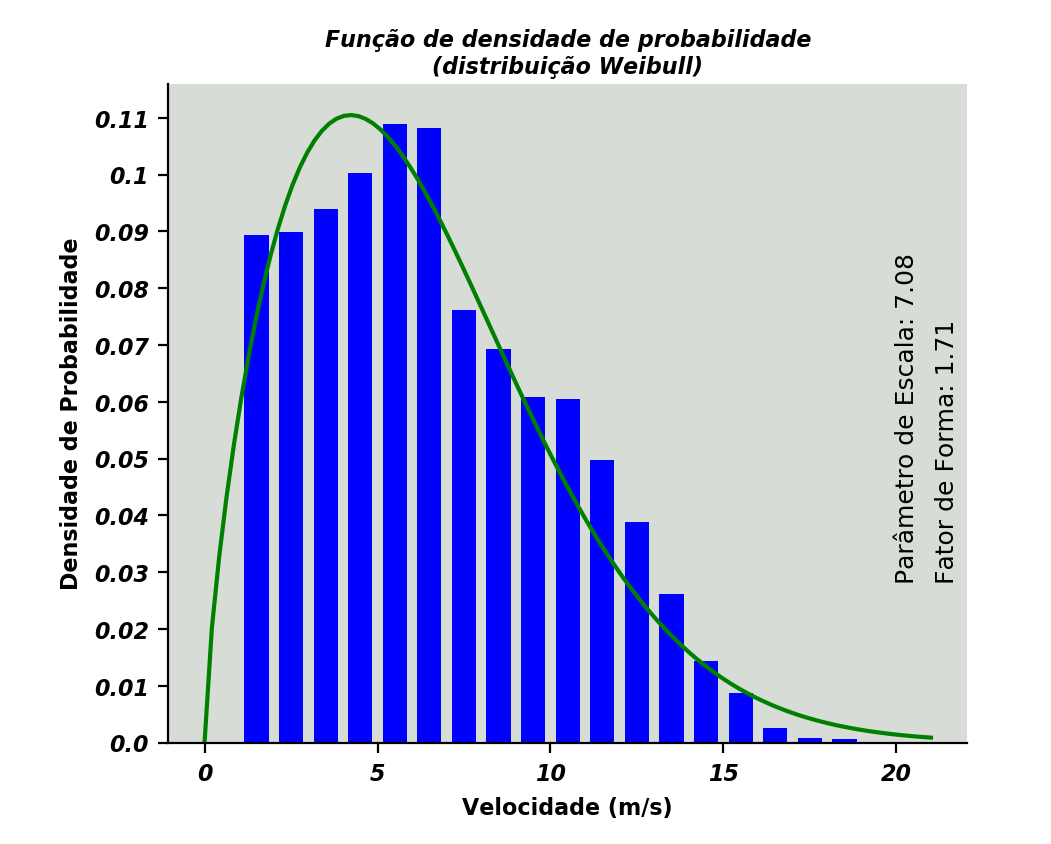 Função de densidade de probabilidade
(distribuição Weibull)
Densidade de Probabilidade
0.11
0.1
0.09
0.08
0.07
0.06
0.05
0.04
0.03
0.02
0.01
0.0
0
5
10
15
20
Velocidade (m/s)
Parâmetro de Escala: 7.08
Fator de Forma: 1.71